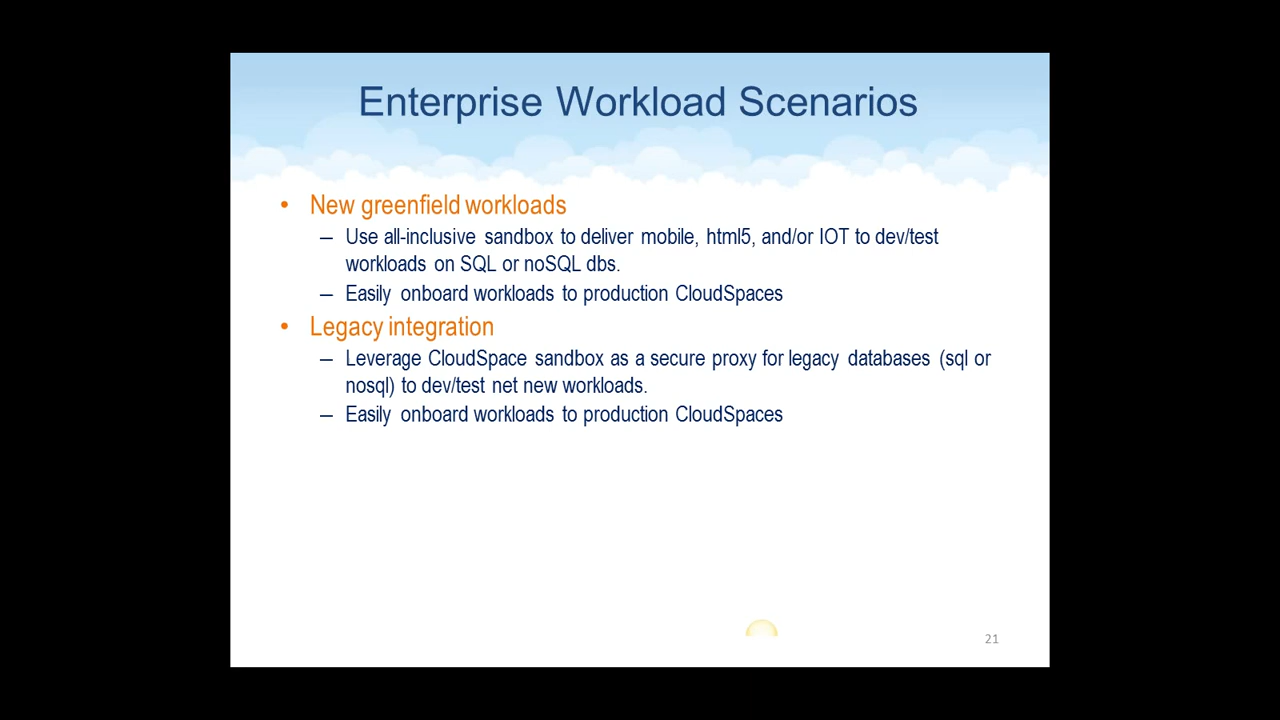 Enterprise Workload Scenarios
• New greenfield workloads
– Use all-inclusive sandbox to deliver mobile, html5, and/or IOT to dev/test
workloads on SQL or noSQL dbs.
– Easily onboard workloads to production CloudSpaces
• Legacy integration
– Leverage CloudSpace sandbox as a secure proxy for legacy databases (sql or
nosql) to dev/test net new workloads.
– Easily onboard workloads to production CloudSpaces
21